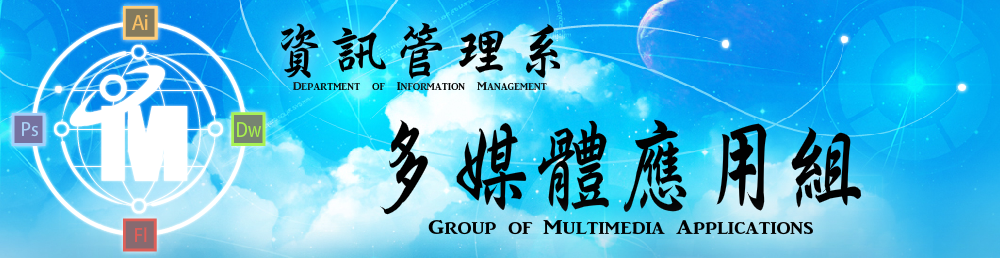 Ai
資訊管理系
DEPARTMENT OF INFORMATION MANAGEMENT
Ps
iM
Dw
多媒體應用組
GROUP OF MULTIMEDIA APPLICATIONS
Fl